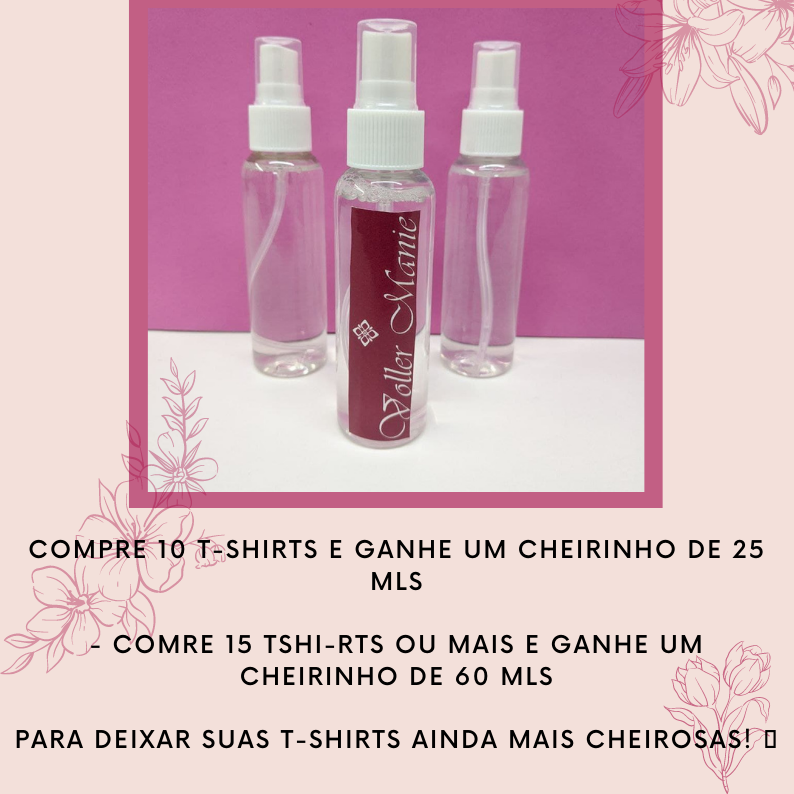 Voller Manie
COMPRE 10 T-SHIRTS E GANHE UM CHEIRINHO DE 25
MLS
- COMRE 15 TSHI-RTS OU MAIS E GANHE UM
CHEIRINHO DE 60 MLS
PARA DEIXAR SUAS T-SHIRTS AINDA MAIS CHEIROSAS! ▯